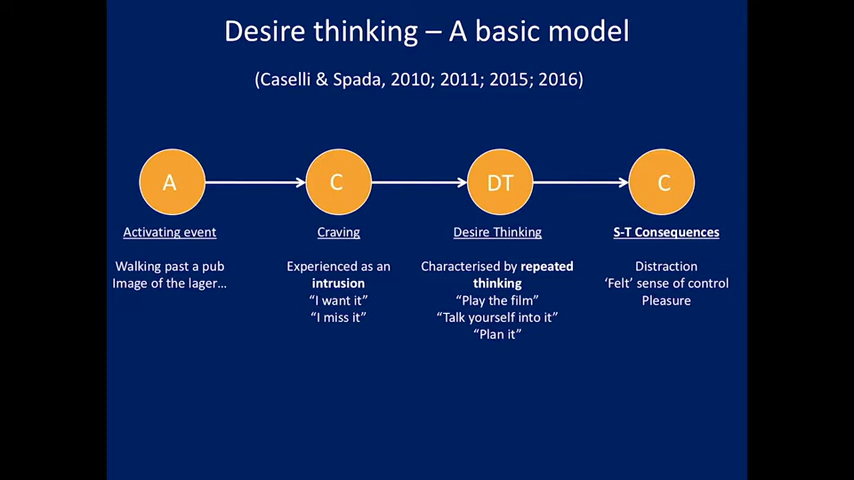 Desire thinking – A basic model
(Caselli & Spada, 2010; 2011; 2015; 2016)
A
C
DT
C
Activating event
Walking past a pub
Image of the lager...
Craving
Experienced as an
intrusion
“I want it”
“I miss it”
Desire Thinking
Characterised by repeated
thinking
“Play the film”
“Talk yourself into it”
“Plan it”
S-T Consequences
Distraction
‘Felt’ sense of control
Pleasure